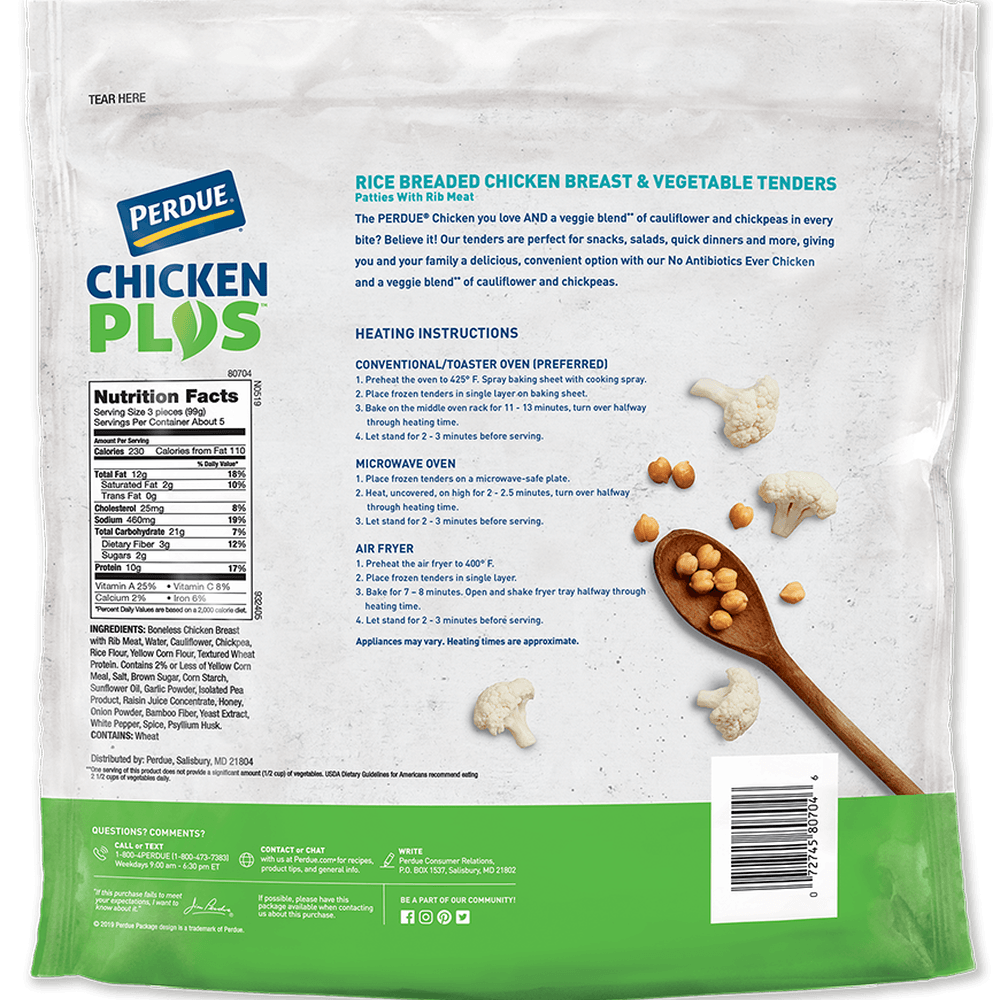 TEAR HERE
PERDUE®
CHICKEN
PLUS™
RICE BREADED CHICKEN BREAST & VEGETABLE TENDERS
Patties With Rib Meat
The PERDUE® Chicken you love AND a veggie blend** of cauliflower and chickpeas in every
bite? Believe it! Our tenders are perfect for snacks, salads, quick dinners and more, giving
you and your family a delicious, convenient option with our No Antibiotics Ever Chicken
and a veggie blend** of cauliflower and chickpeas.
HEATING INSTRUCTIONS
CONVENTIONAL/TOASTER OVEN (PREFERRED)
1. Preheat the oven to 425° F. Spray baking sheet with cooking spray.
2. Place frozen tenders in single layer on baking sheet.
3. Bake on the middle oven rack for 11 - 13 minutes, turn over halfway
through heating time.
4. Let stand for 2 - 3 minutes before serving.
MICROWAVE OVEN
1. Place frozen tenders on a microwave-safe plate.
2. Heat, uncovered, on high for 2 - 2.5 minutes, turn over halfway
through heating time.
3. Let stand for 2 - 3 minutes before serving.
AIR FRYER
1. Preheat the air fryer to 400° F.
2. Place frozen tenders in single layer.
3. Bake for 7 – 8 minutes. Open and shake fryer tray halfway through
heating time.
4. Let stand for 2 - 3 minutes before serving.
Appliances may vary. Heating times are approximate.
80704
N0519
Nutrition Facts
Serving Size 3 pieces (99g)
Servings Per Container About 5
Amount Per Serving
Calories 230 Calories from Fat 110
% Daily Value*
Total Fat 12g 18%
Saturated Fat 2g 10%
Trans Fat 0g
Cholesterol 25mg 8%
Sodium 460mg 19%
Total Carbohydrate 21g 7%
Dietary Fiber 3g 12%
Sugars 2g
Protein 10g 17%
Vitamin A 25% • Vitamin C 8%
Calcium 2% • Iron 6%
*Percent Daily Values are based on a 2,000 calorie diet.
932405
INGREDIENTS: Boneless Chicken Breast
with Rib Meat, Water, Cauliflower, Chickpea,
Rice Flour, Yellow Corn Flour, Textured Wheat
Protein. Contains 2% or Less of Yellow Corn
Meal, Salt, Brown Sugar, Corn Starch,
Sunflower Oil, Garlic Powder, Isolated Pea
Product, Raisin Juice Concentrate, Honey,
Onion Powder, Bamboo Fiber, Yeast Extract,
White Pepper, Spice, Psyllium Husk.
CONTAINS: Wheat
Distributed by: Perdue, Salisbury, MD 21804
**One serving of this product does not provide a significant amount (1/2 cup) of vegetables. USDA Dietary Guidelines for Americans recommend eating
2 1/2 cups of vegetables daily.
QUESTIONS? COMMENTS?
CALL or TEXT
1-800-4PERDUE (1-800-473-7383)
Weekdays 9:00 am - 6:30 pm ET
CONTACT or CHAT
with us at Perdue.com for recipes,
product tips, and general info.
WRITE
Perdue Consumer Relations,
P.O. BOX 1537, Salisbury, MD 21802
"If this purchase fails to meet
your expectations, I want to
know about it."
Jim Perdue®
If possible, please have this
package available when contacting
us about this purchase.
BE A PART OF OUR COMMUNITY!
© 2019 Perdue Package design is a trademark of Perdue.
0 72745 80704 6